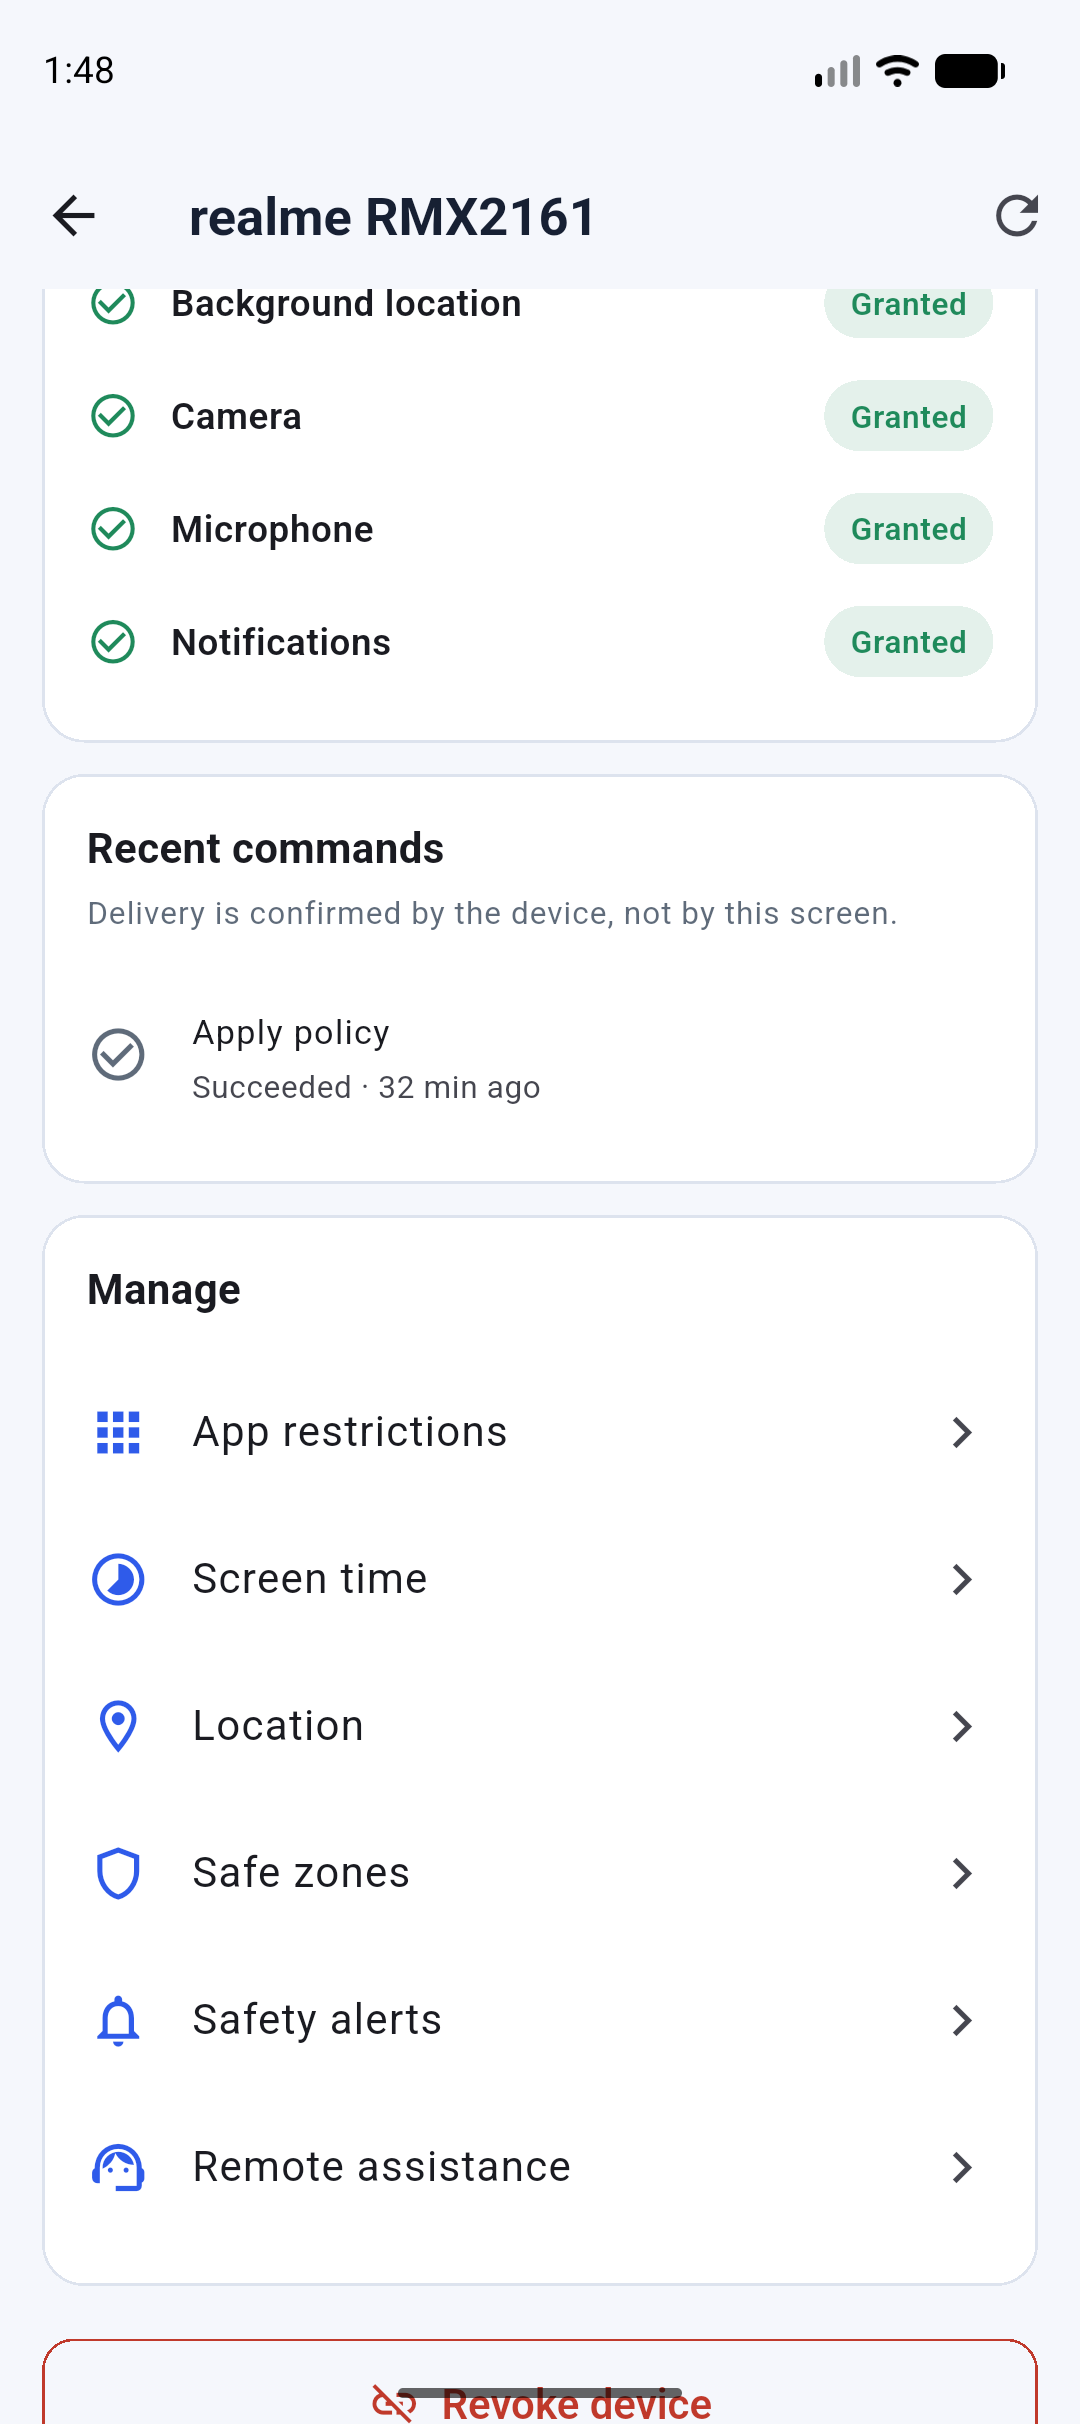 1:48
realme RMX2161
Background location
Granted
Camera
Granted
Microphone
Granted
Notifications
Granted
Recent commands
Delivery is confirmed by the device, not by this screen.
Apply policy
Succeeded · 32 min ago
Manage
App restrictions
Screen time
Location
Safe zones
Safety alerts
Remote assistance
Revoke device